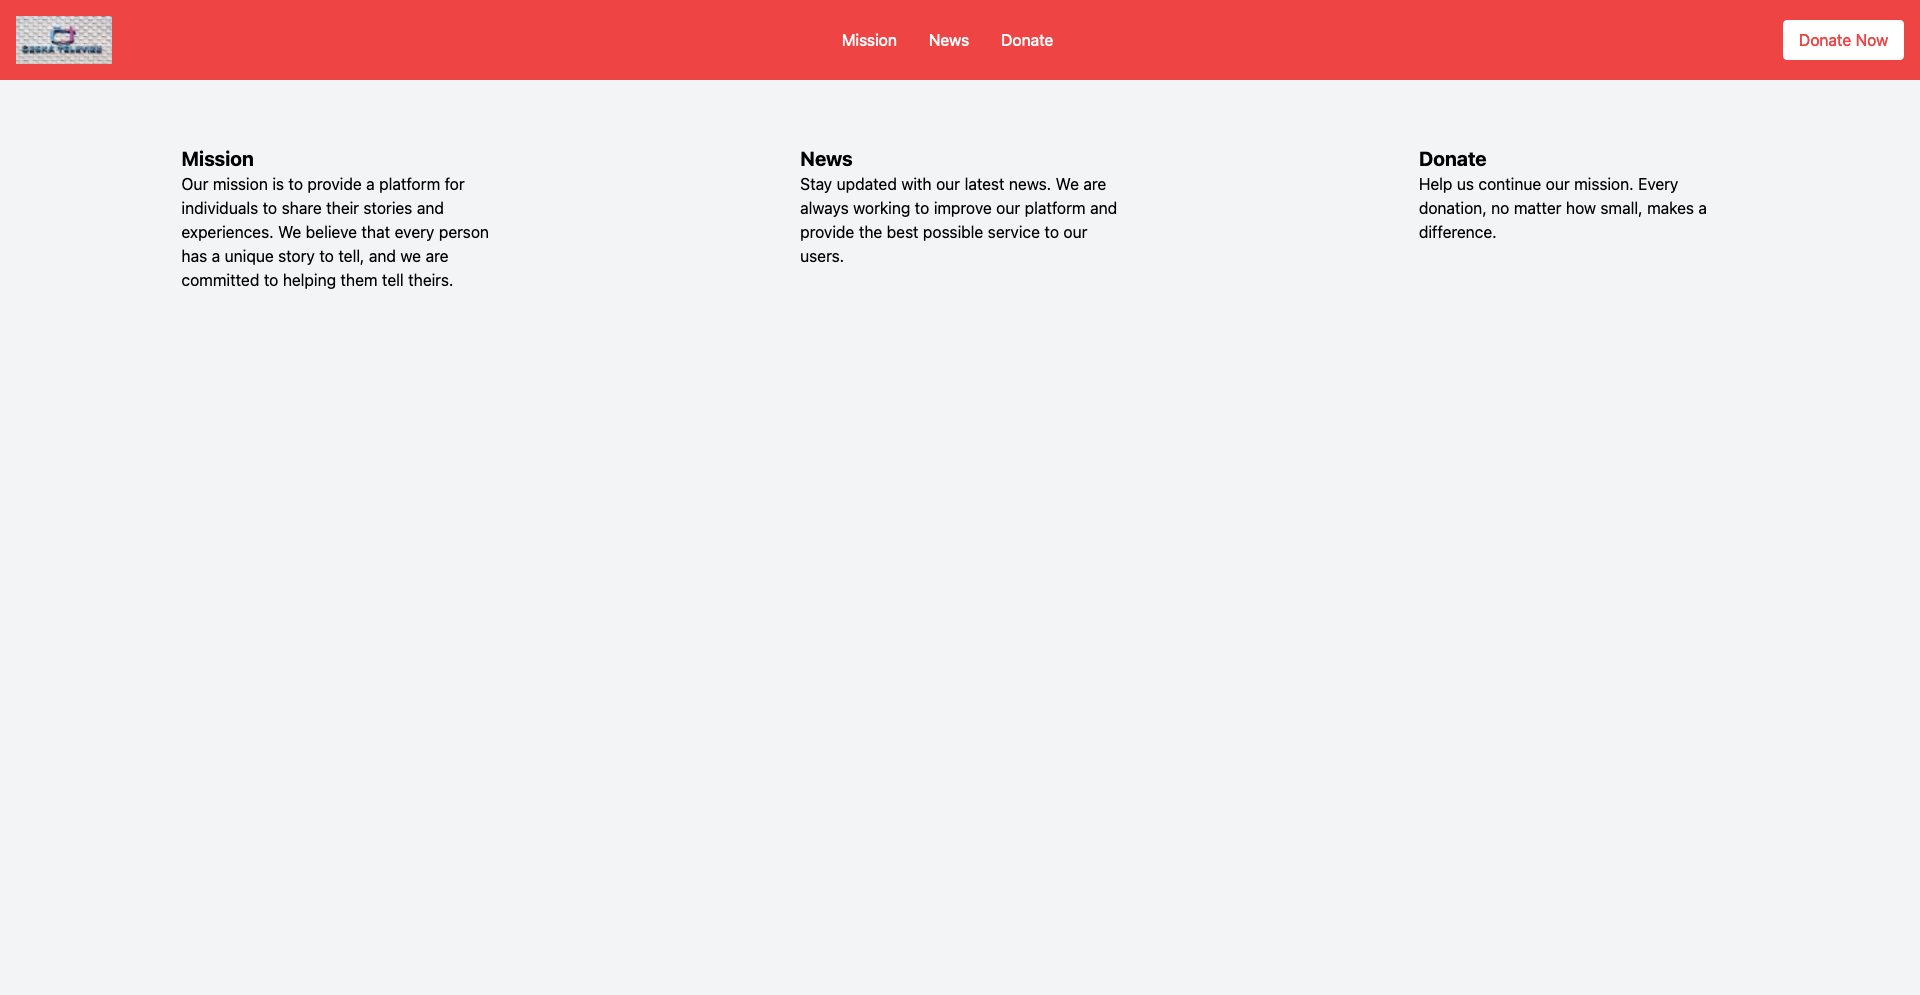 Mission
News
Donate
Donate Now
Mission
Our mission is to provide a platform for
individuals to share their stories and
experiences. We believe that every person
has a unique story to tell, and we are
committed to helping them tell theirs.
News
Stay updated with our latest news. We are
always working to improve our platform and
provide the best possible service to our
users.
Donate
Help us continue our mission. Every
donation, no matter how small, makes a
difference.